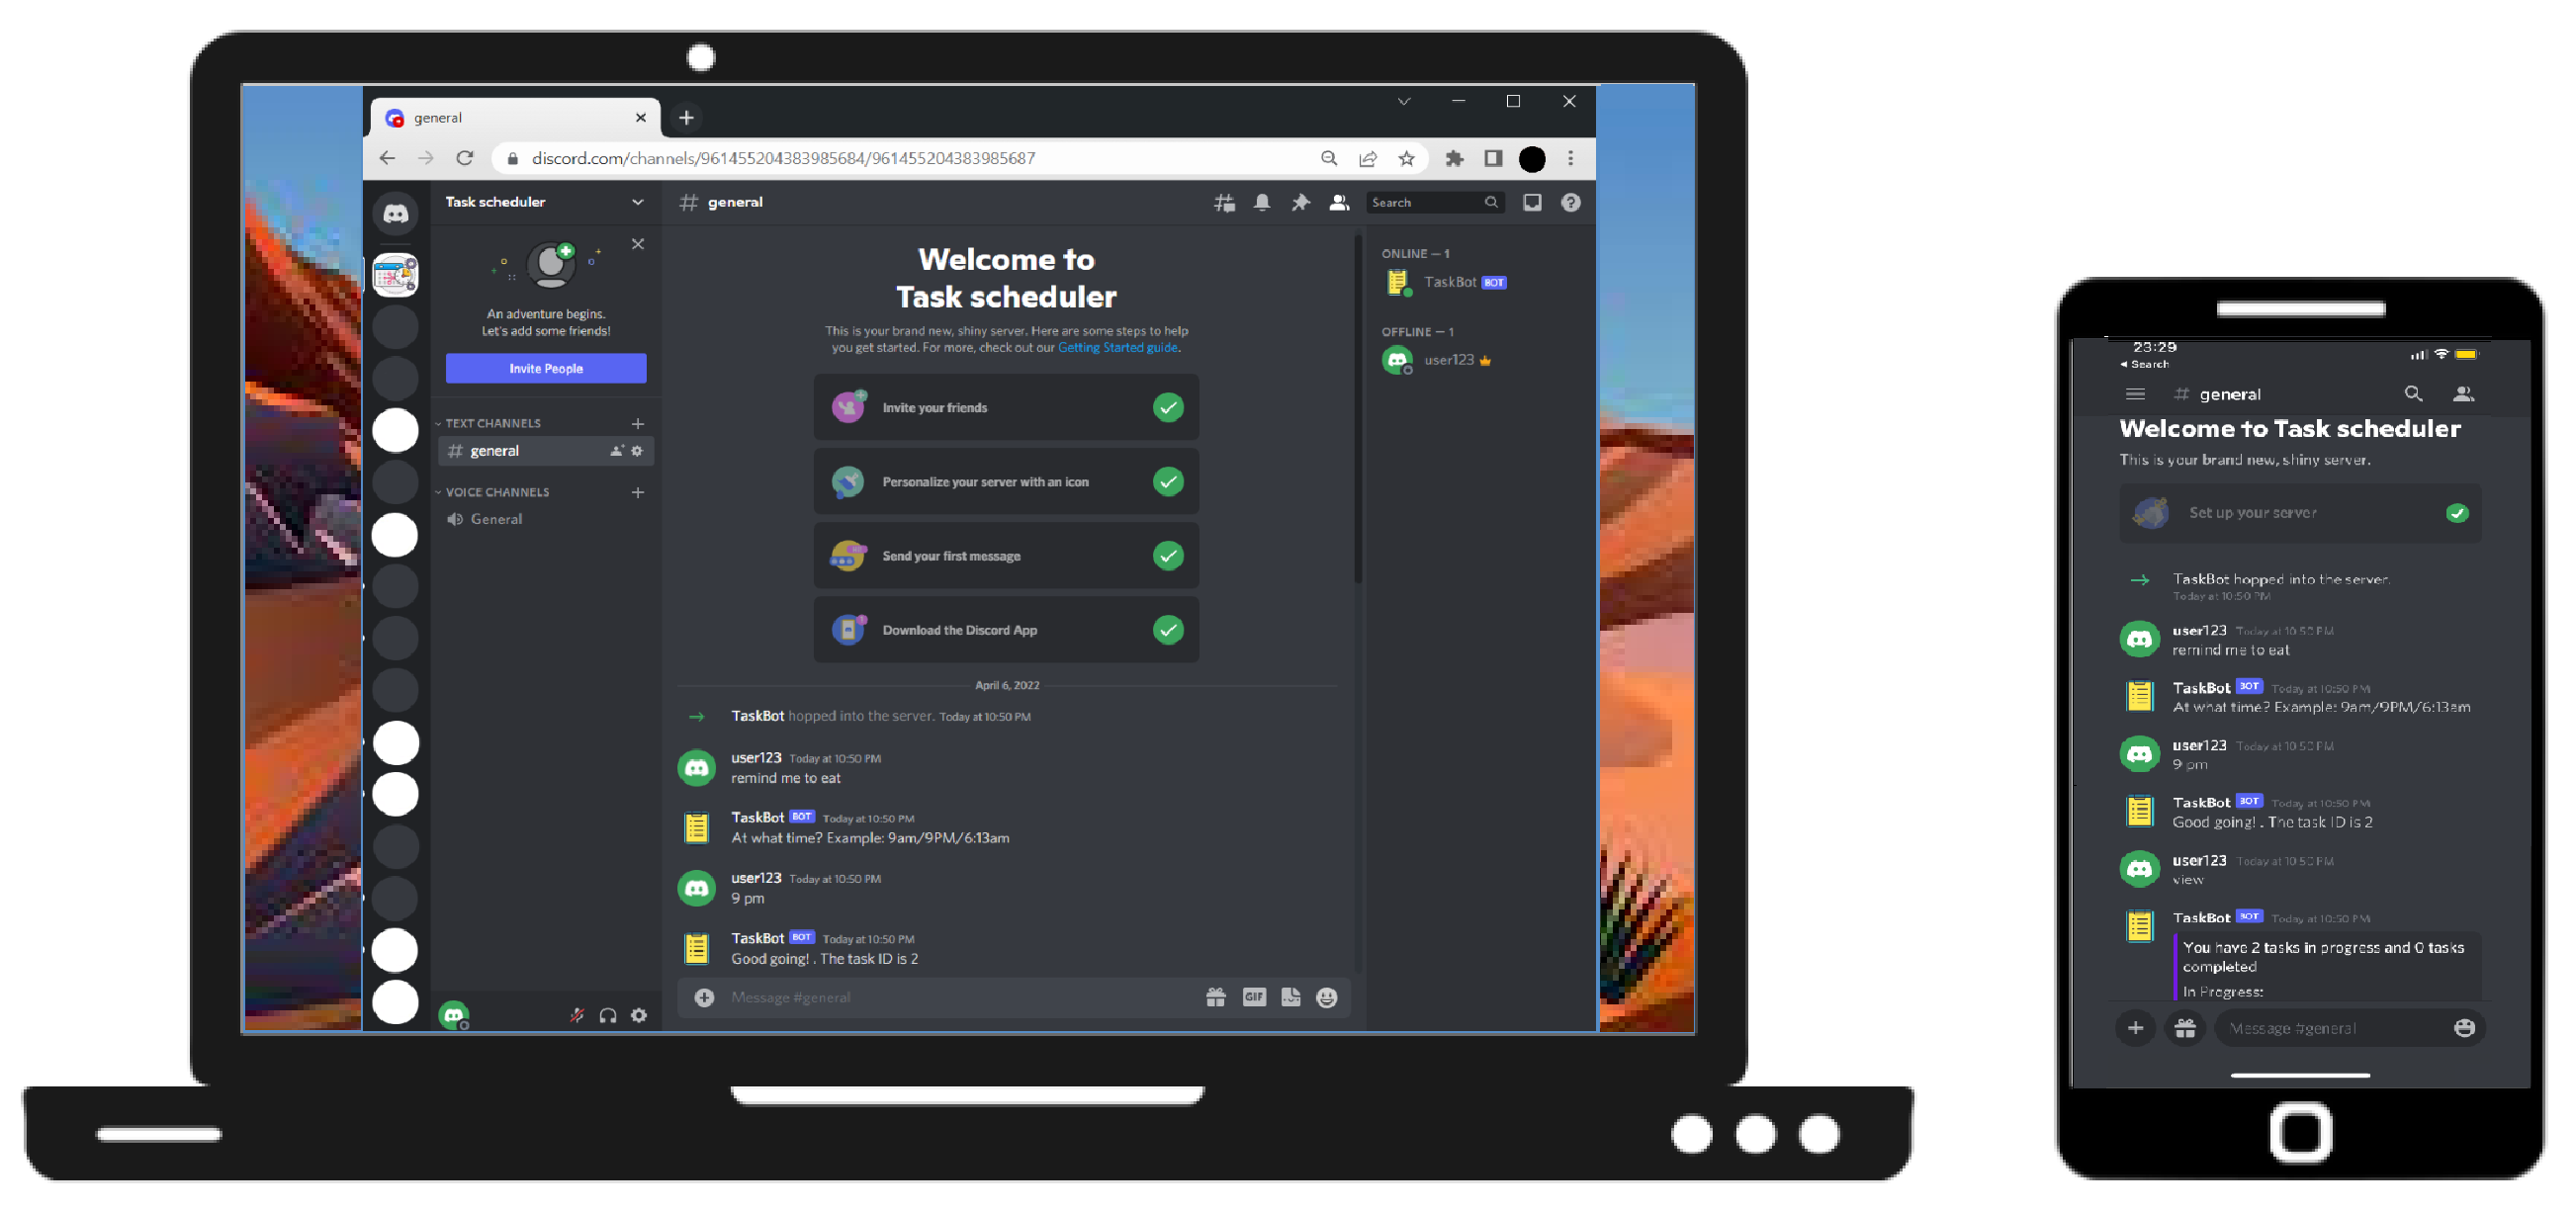 general
discord.com/channels/961455204383985684/961455204383985687
Task scheduler
# general
Search
An adventure begins.
Let's add some friends!
Invite People
TEXT CHANNELS
# general
VOICE CHANNELS
General
Welcome to
Task scheduler
This is your brand new, shiny server. Here are some steps to help
you get started. For more, check out our Getting Started guide.
Invite your friends
Personalize your server with an icon
Send your first message
Download the Discord App
April 6, 2022
TaskBot hopped into the server. Today at 10:50 PM
user123 Today at 10:50 PM
remind me to eat
TaskBot BOT Today at 10:50 PM
At what time? Example: 9am/9PM/6:13am
user123 Today at 10:50 PM
9 pm
TaskBot BOT Today at 10:50 PM
Good going! . The task ID is 2
Message #general
GIF
ONLINE — 1
TaskBot BOT
OFFLINE — 1
user123
23:29
Search
# general
Welcome to Task scheduler
This is your brand new, shiny server.
Set up your server
TaskBot hopped into the server.
Today at 10:50 PM
user123 Today at 10:50 PM
remind me to eat
TaskBot BOT Today at 10:50 PM
At what time? Example: 9am/9PM/6:13am
user123 Today at 10:50 PM
9 pm
TaskBot BOT Today at 10:50 PM
Good going! . The task ID is 2
user123 Today at 10:50 PM
view
TaskBot BOT Today at 10:50 PM
You have 2 tasks in progress and 0 tasks
completed
In Progress:
Message #general